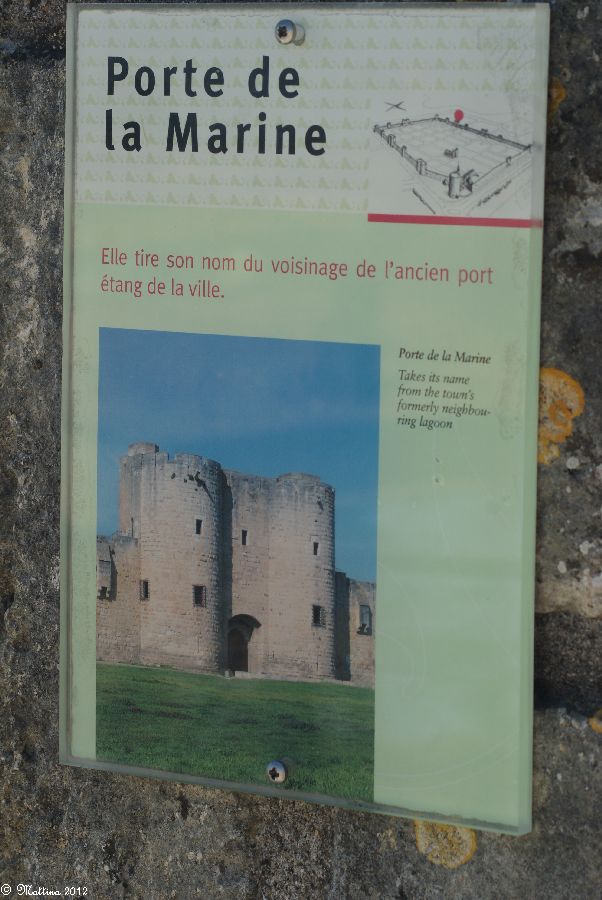 Porte de
la Marine
Elle tire son nom du voisinage de l'ancien port
étang de la ville.
Porte de la Marine
Takes its name
from the town's
formerly neighbou-
ring lagoon
© Mattina 2012